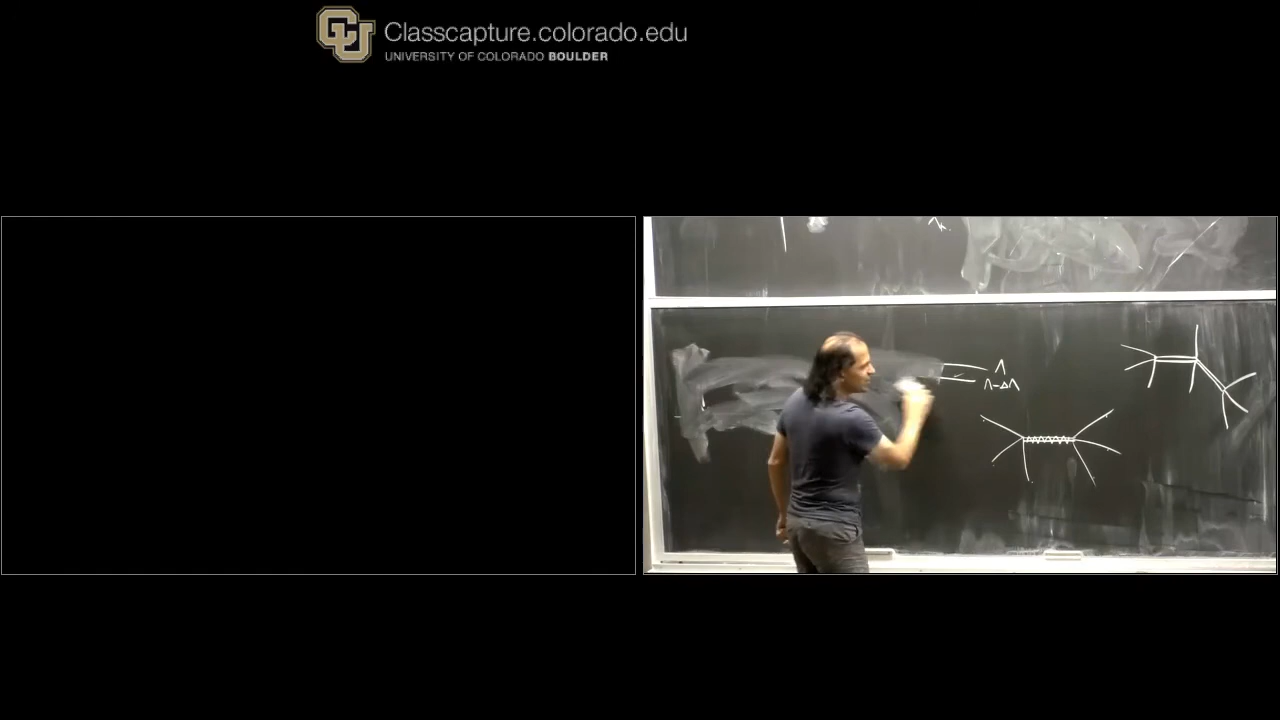 Classcapture.colorado.edu
UNIVERSITY OF COLORADO BOULDER
Λ
Λ-ΔΛ